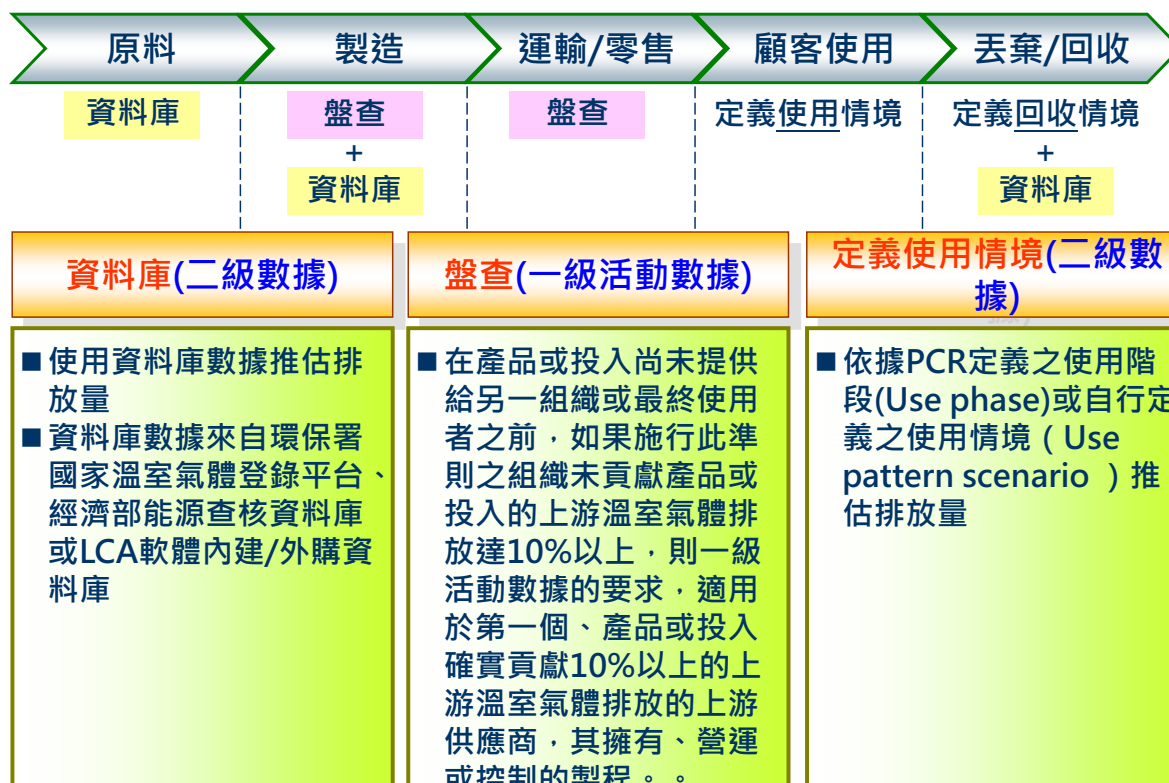 原料
製造
運輸/零售
顧客使用
丟棄/回收
資料庫
盤查
+
資料庫
盤查
定義使用情境
定義回收情境
+
資料庫
資料庫(二級數據)
盤查(一級活動數據)
定義使用情境(二級數
據)
■使用資料庫數據推估排
放量
■資料庫數據來自環保署
國家溫室氣體登錄平台、
經濟部能源查核資料庫
或LCA軟體內建/外購資
料庫
■在產品或投入尚未提供
給另一組織或最終使用
者之前，如果施行此準
則之組織未貢獻產品或
投入的上游溫室氣體排
放達10%以上，則一級
活動數據的要求，適用
於第一個、產品或投入
確實貢獻10%以上的上
游溫室氣體排放的上游
供應商，其擁有、營運
或控制的製程。。
■依據PCR定義之使用階
段(Use phase)或自行定
義之使用情境（Use
pattern scenario ）推
估排放量